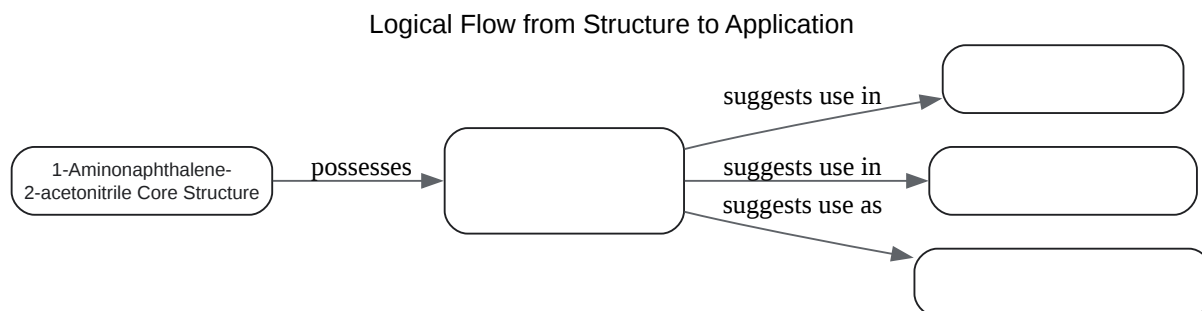 Logical Flow from Structure to Application
suggests use in
1-Aminonaphthalene-
2-acetonitrile Core Structure
possesses
suggests use in
suggests use as